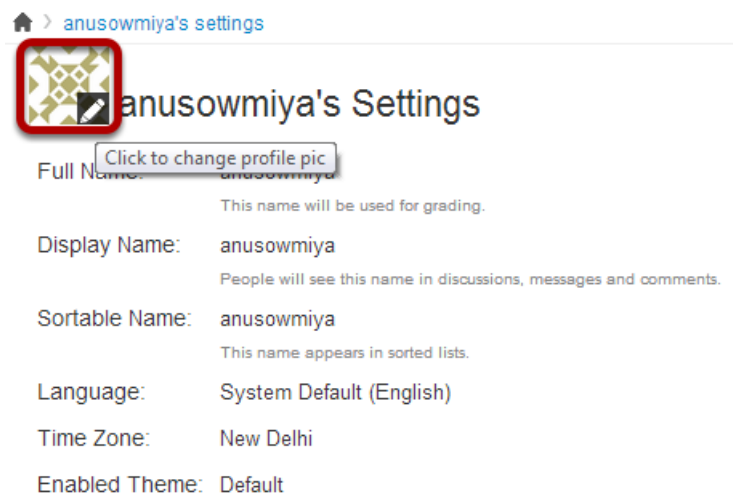 anusowmiya's settings
anusowmiya's Settings
Click to change profile pic
Full Name: anusowmiya
This name will be used for grading.
Display Name: anusowmiya
People will see this name in discussions, messages and comments.
Sortable Name: anusowmiya
This name appears in sorted lists.
Language: System Default (English)
Time Zone: New Delhi
Enabled Theme: Default